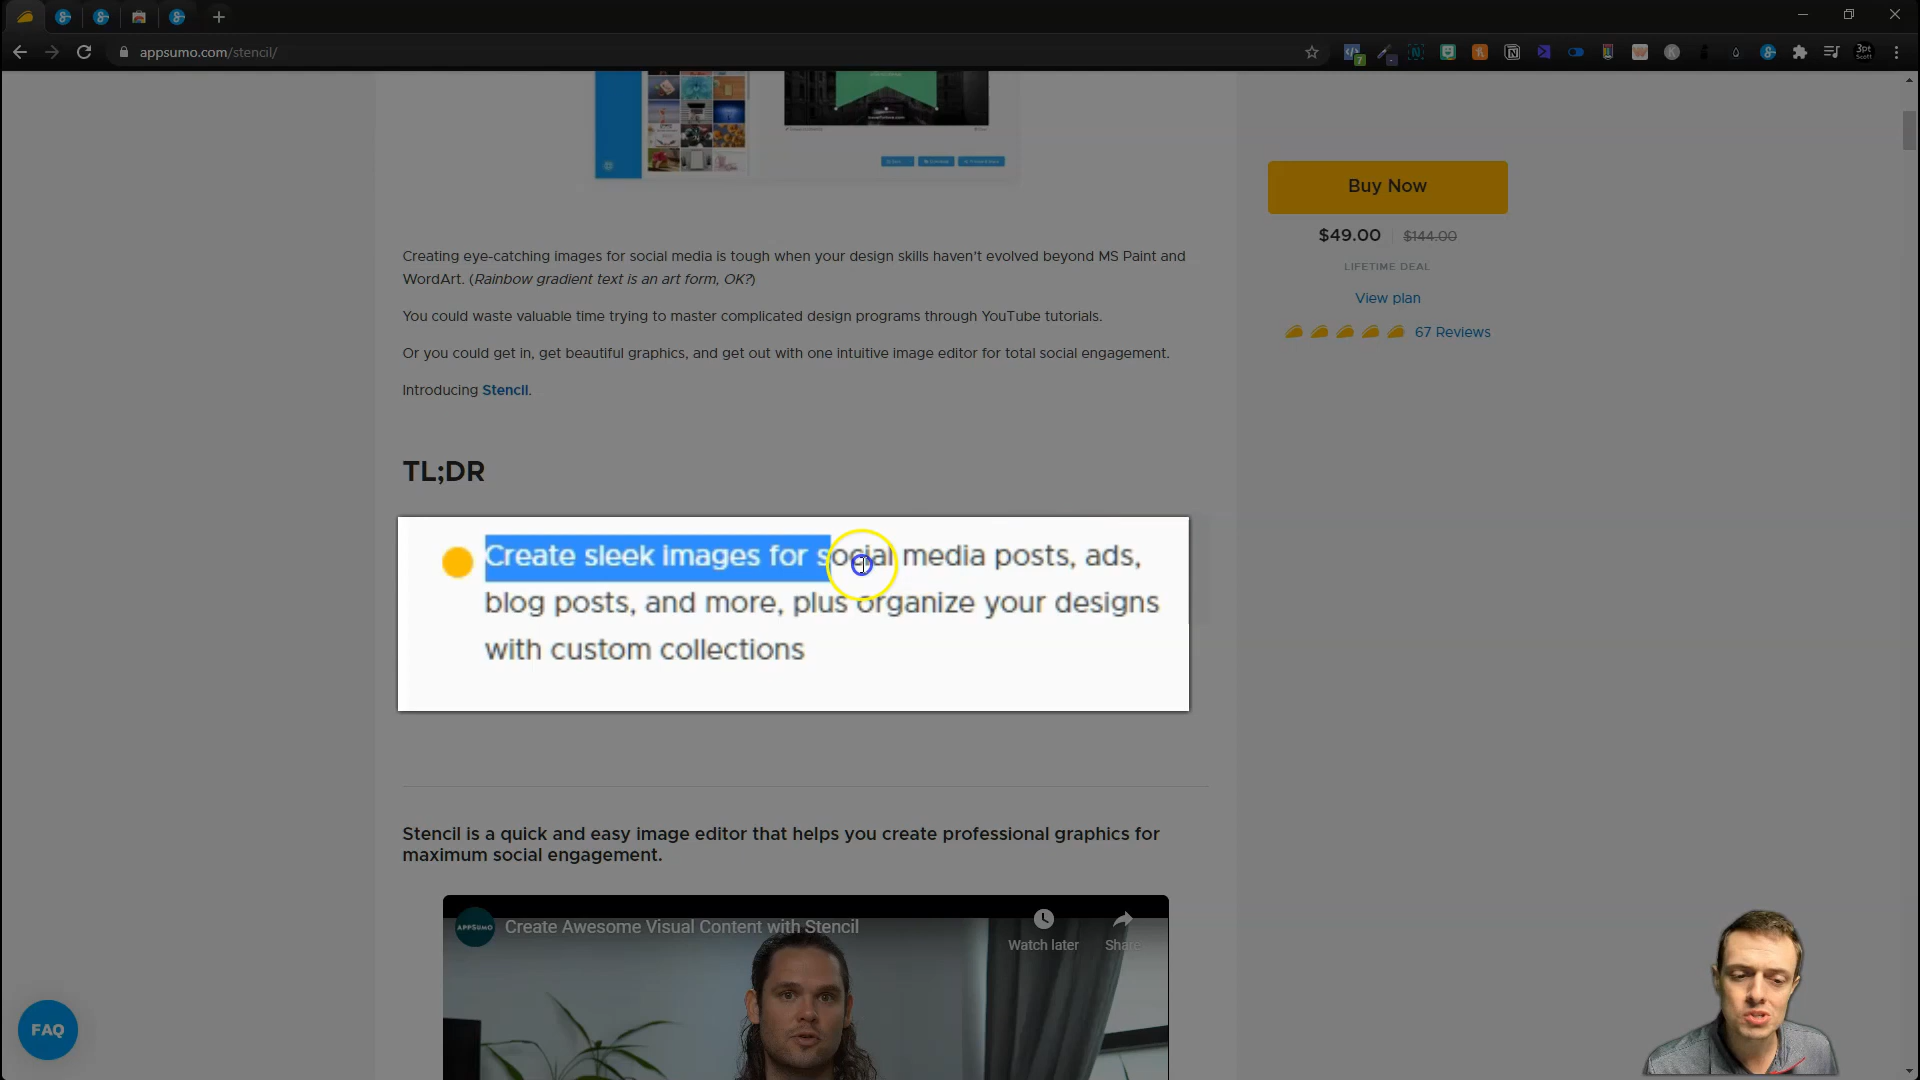 appsumo.com/stencil/
7
3pt
Scott
Buy Now
$49.00
$144.00
LIFETIME DEAL
View plan
67 Reviews
Creating eye-catching images for social media is tough when your design skills haven't evolved beyond MS Paint and
WordArt. (Rainbow gradient text is an art form, OK?)
You could waste valuable time trying to master complicated design programs through YouTube tutorials.
Or you could get in, get beautiful graphics, and get out with one intuitive image editor for total social engagement.
Introducing Stencil.
TL;DR
Create sleek images for social media posts, ads,
blog posts, and more, plus organize your designs
with custom collections
Stencil is a quick and easy image editor that helps you create professional graphics for
maximum social engagement.
APPSUMO
Create Awesome Visual Content with Stencil
Watch later
Share
FAQ